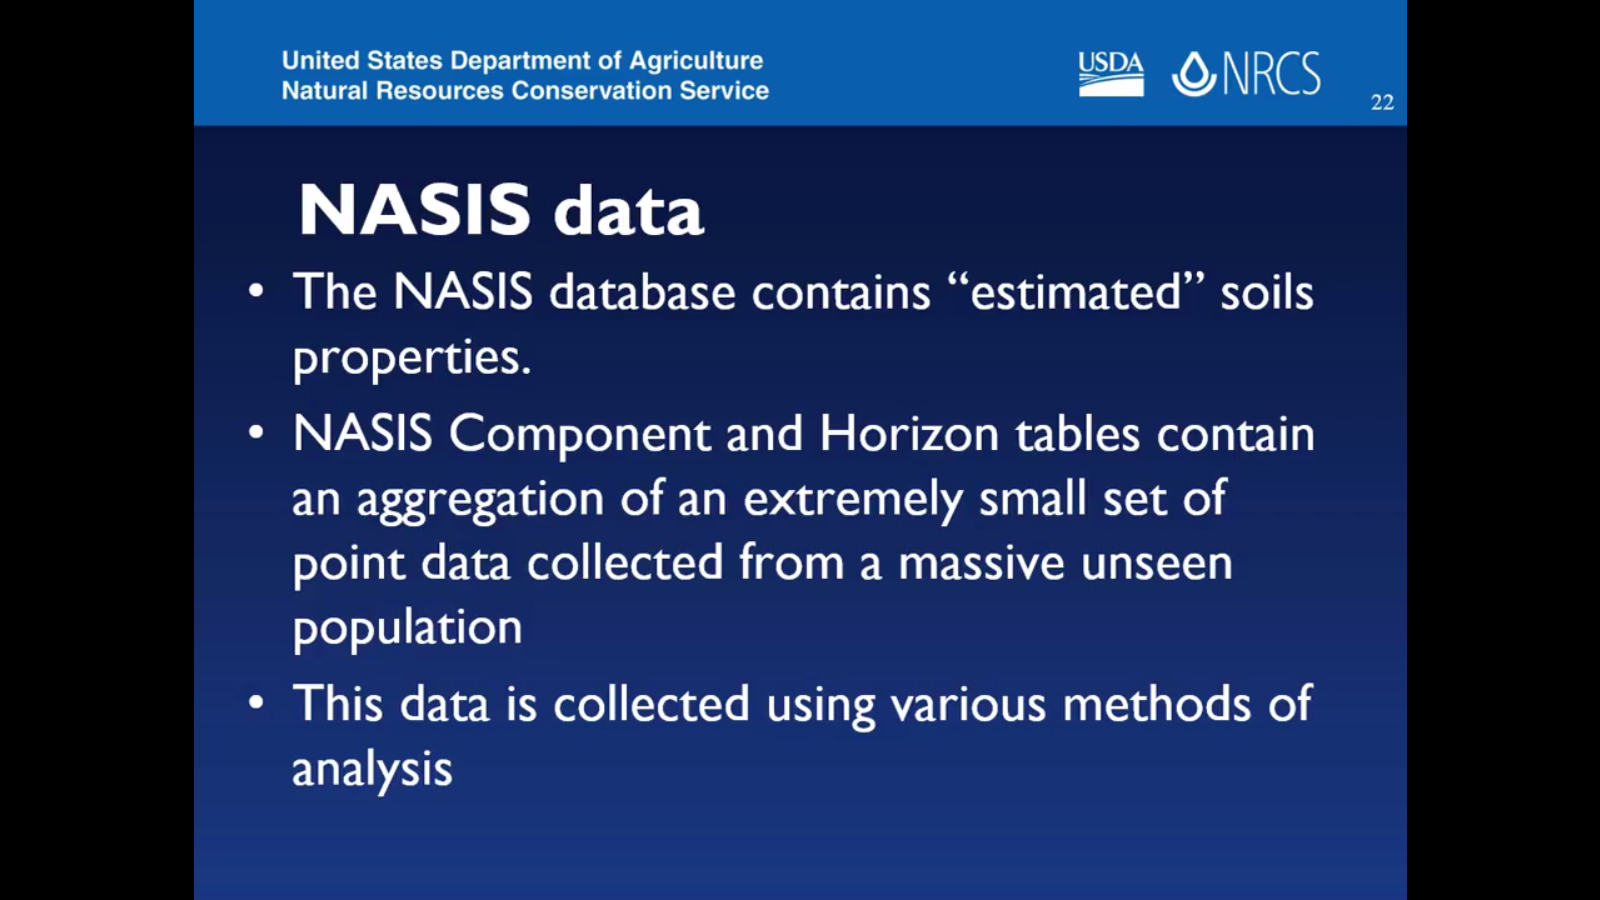 United States Department of Agriculture
Natural Resources Conservation Service
USDA
NRCS
22
NASIS data
• The NASIS database contains “estimated” soils
properties.
• NASIS Component and Horizon tables contain
an aggregation of an extremely small set of
point data collected from a massive unseen
population
• This data is collected using various methods of
analysis